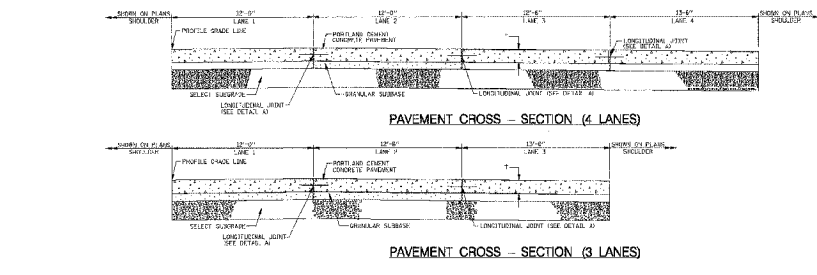 SHOWN ON PLANS 12'-0" 12'-0" 12'-6" 13'-6" SHOWN ON PLANS
SHOULDER LANE 1 LANE 2 LANE 3 LANE 4 SHOULDER
PROFILE GRADE LINE
PORTLAND CEMENT
CONCRETE PAVEMENT
LONGITUDINAL JOINT
(SEE DETAIL A)
SELECT SUBGRADE
GRANULAR SUBBASE
LONGITUDINAL JOINT (SEE DETAIL A)
LONGITUDINAL JOINT
(SEE DETAIL A)
PAVEMENT CROSS - SECTION (4 LANES)
SHOWN ON PLANS 12'-0" SHOWN ON PLANS
SHOULDER LANE 1 LANE 2 LANE 3 SHOULDER
PROFILE GRADE LINE
PORTLAND CEMENT
CONCRETE PAVEMENT
SELECT SUBGRADE
GRANULAR SUBBASE
LONGITUDINAL JOINT (SEE DETAIL A)
LONGITUDINAL JOINT
(SEE DETAIL A)
PAVEMENT CROSS - SECTION (3 LANES)